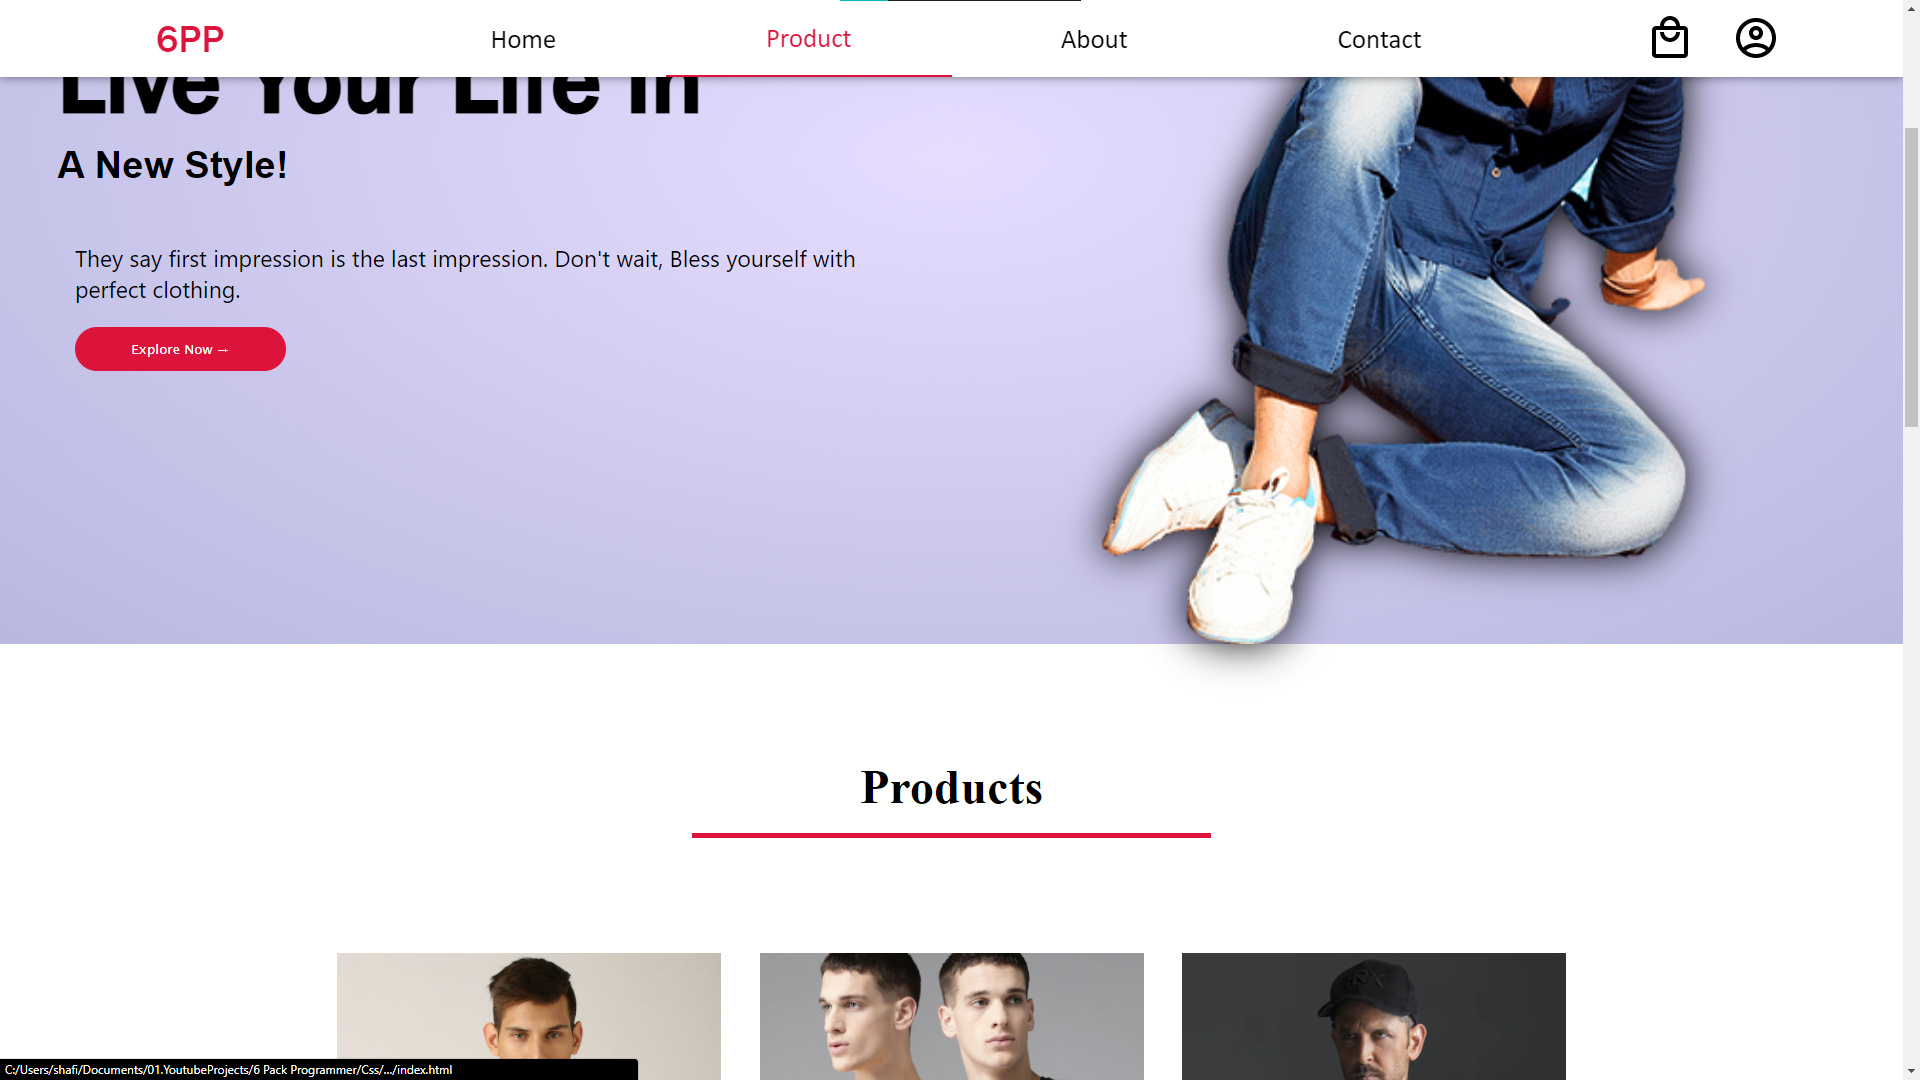 6PP
Home
Product
About
Contact
Live Your Life In
A New Style!
They say first impression is the last impression. Don't wait, Bless yourself with
perfect clothing.
Explore Now →
Products
C:/Users/shafi/Documents/01.YoutubeProjects/6 Pack Programmer/Css/.../index.html